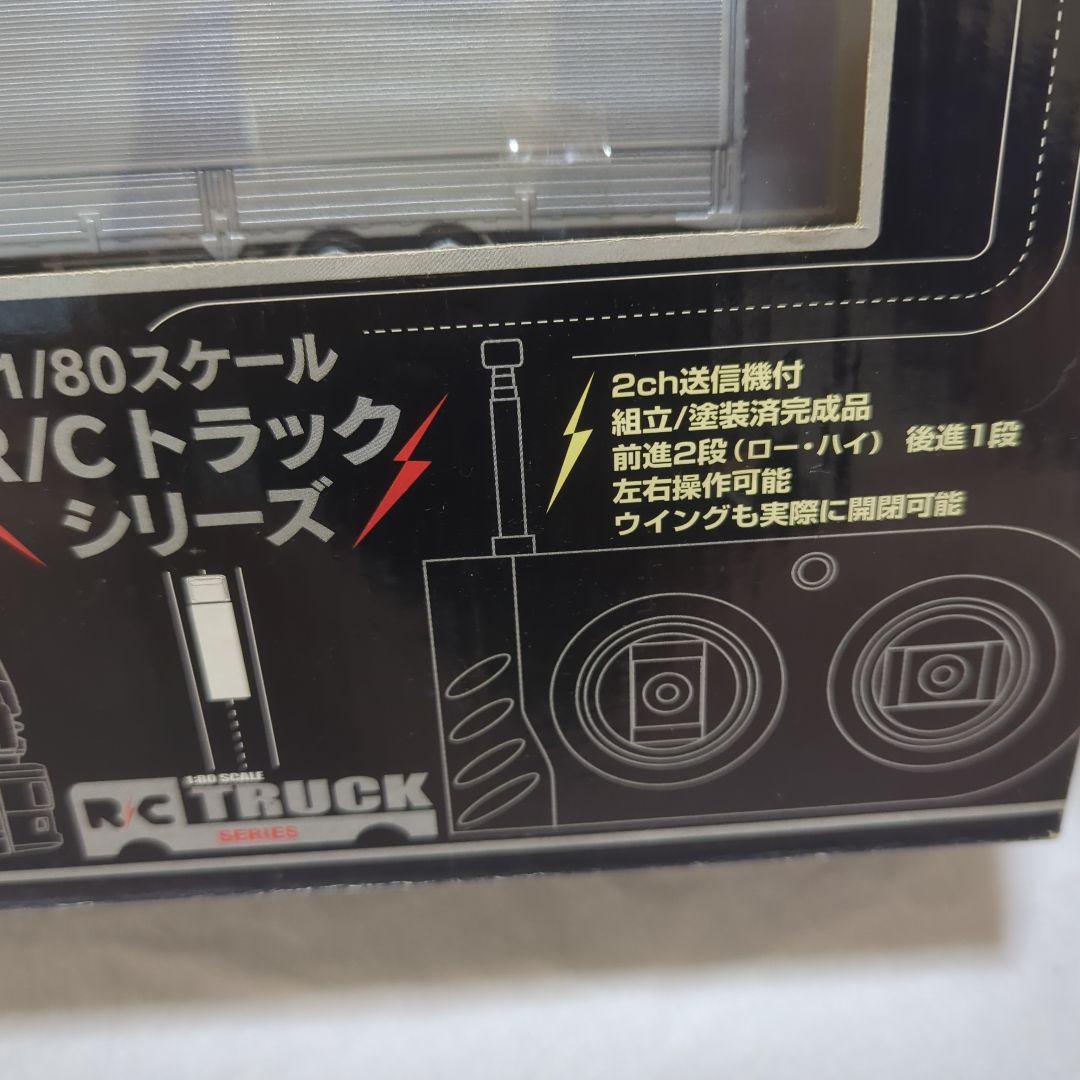 1/80スケール
R/Cトラック
シリーズ
2ch送信機付
組立/塗装済完成品
前進2段(ロー・ハイ) 後進1段
左右操作可能
ウイングも実際に開閉可能
1:80 SCALE
R/C TRUCK
SERIES